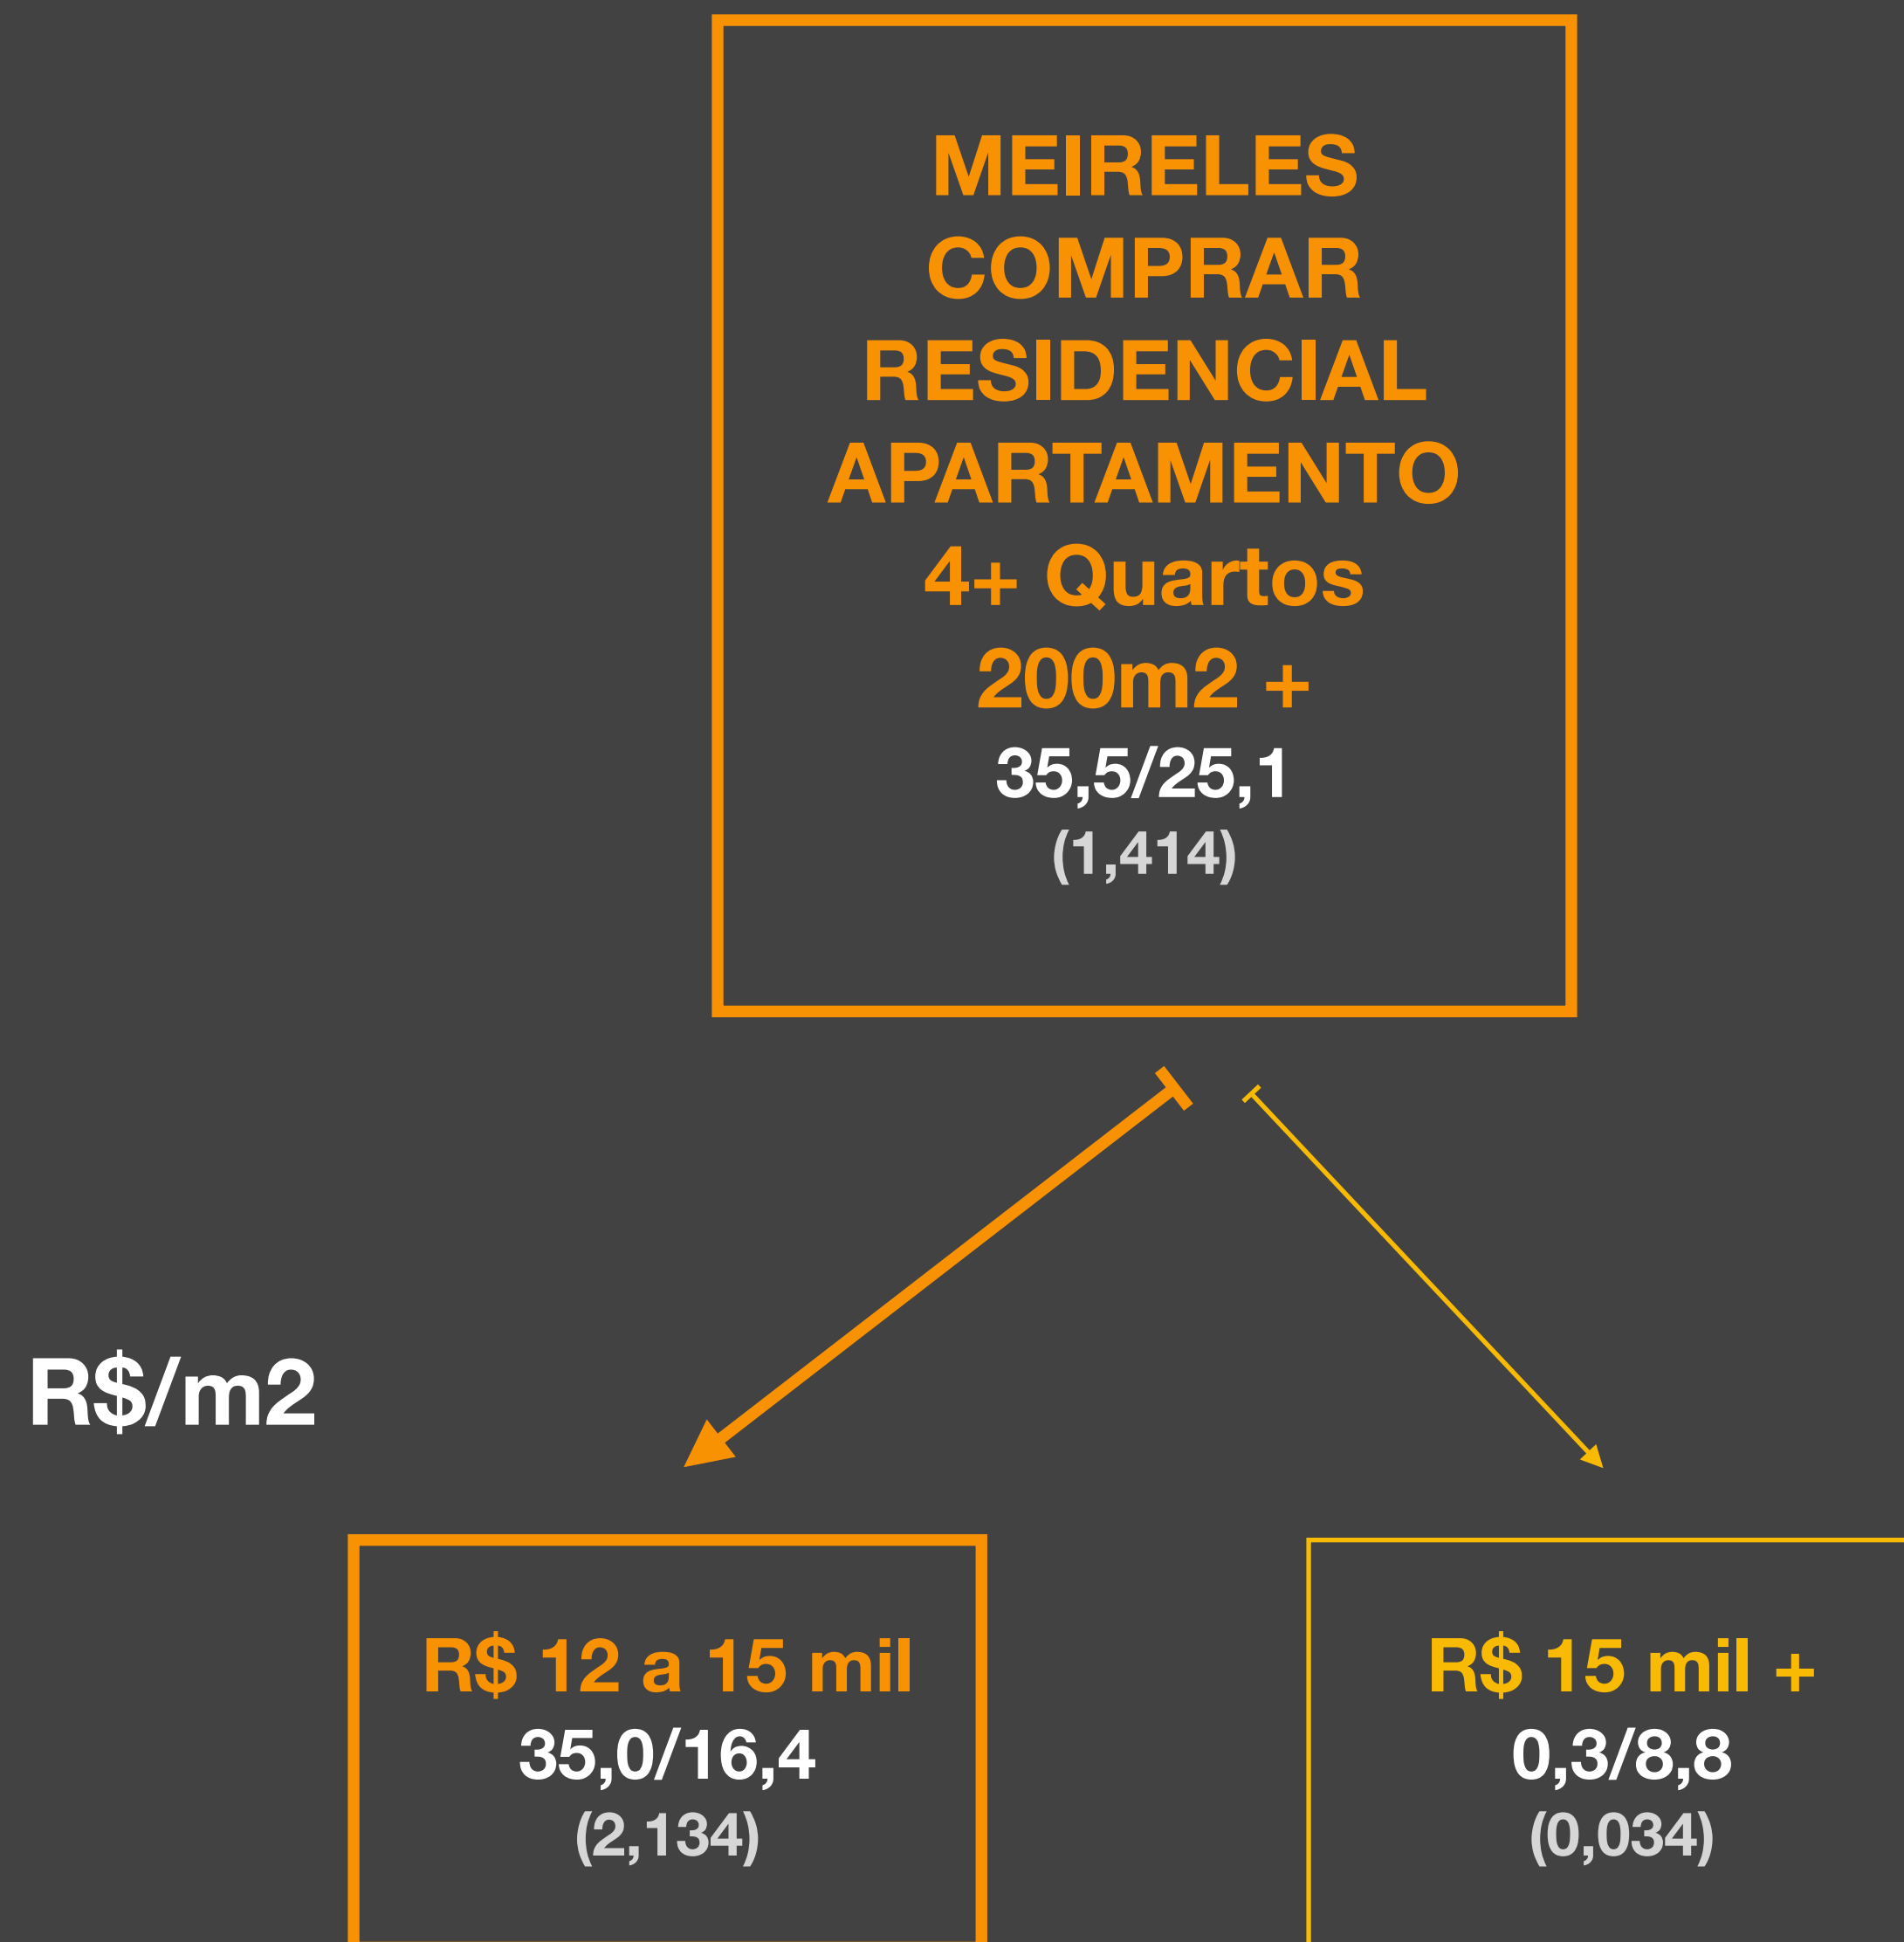 MEIRELES
COMPRAR
RESIDENCIAL
APARTAMENTO
4+ Quartos
200m2 +
35,5/25,1
(1,414)
R$/m2
R$ 12 a 15 mil
35,0/16,4
(2,134)
R$ 15 mil +
0,3/8,8
(0,034)